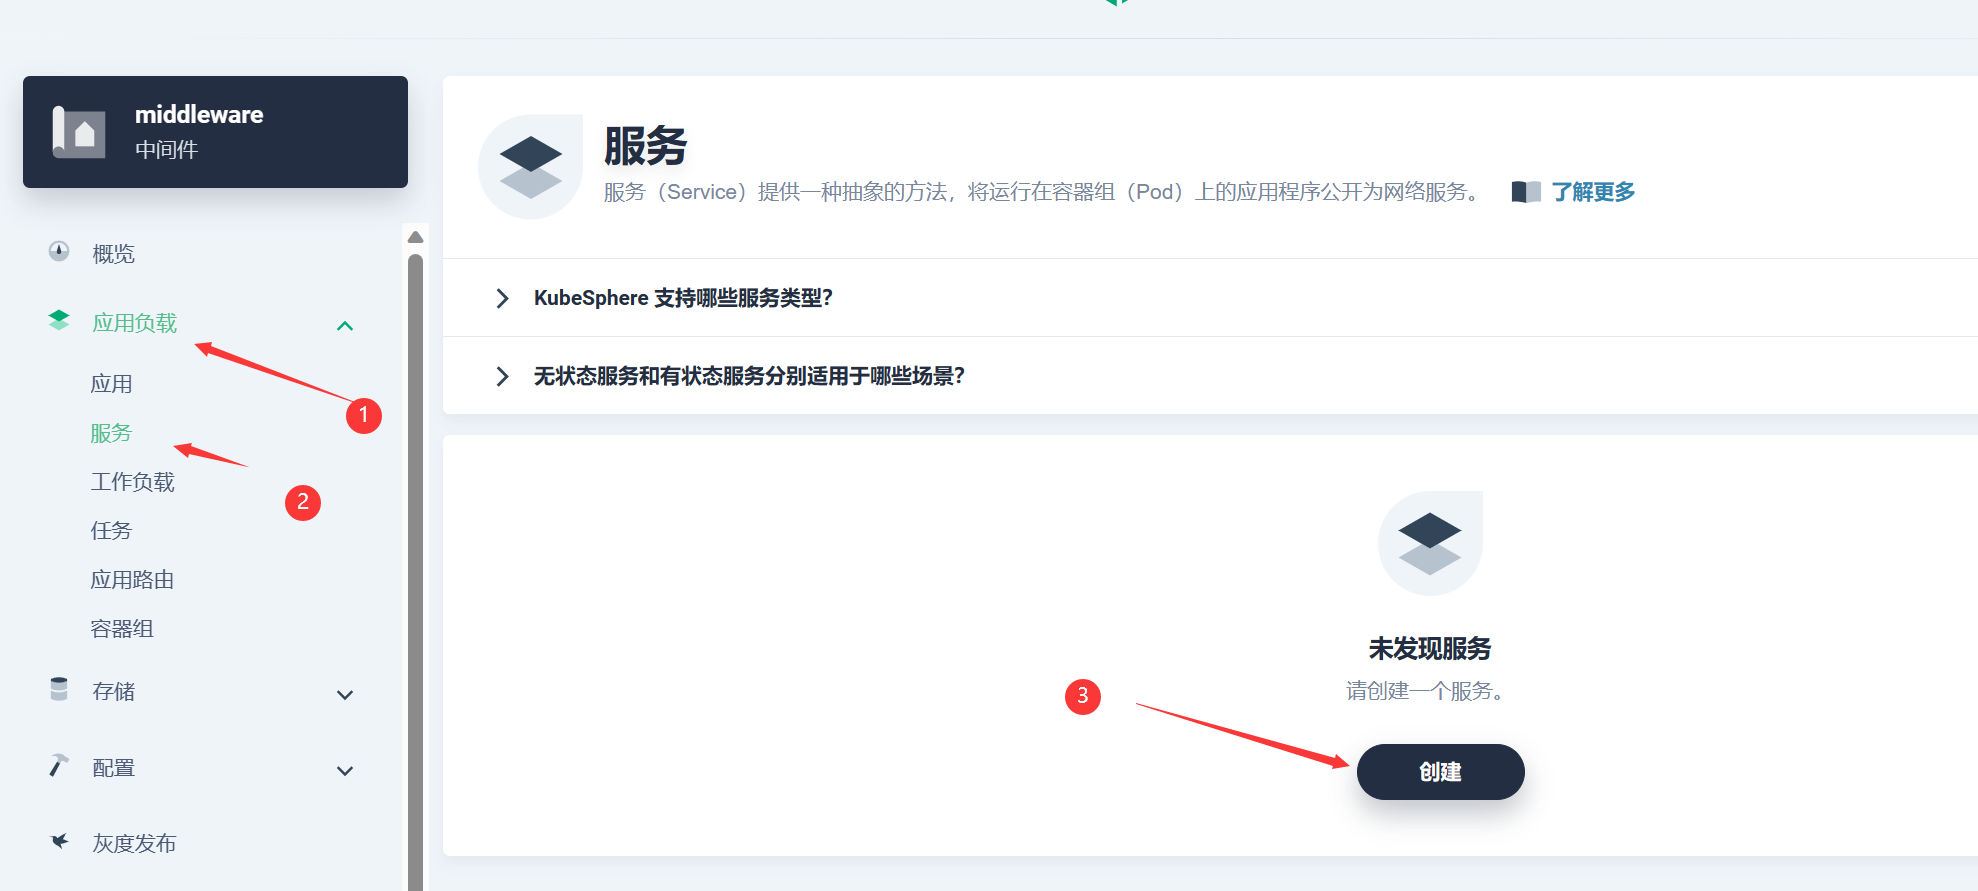 middleware
中间件
概览
应用负载
应用
服务
工作负载
任务
应用路由
容器组
存储
配置
灰度发布
1
2
服务
服务（Service）提供一种抽象的方法，将运行在容器组（Pod）上的应用程序公开为网络服务。 了解更多
KubeSphere 支持哪些服务类型？
无状态服务和有状态服务分别适用于哪些场景？
未发现服务
请创建一个服务。
3
创建